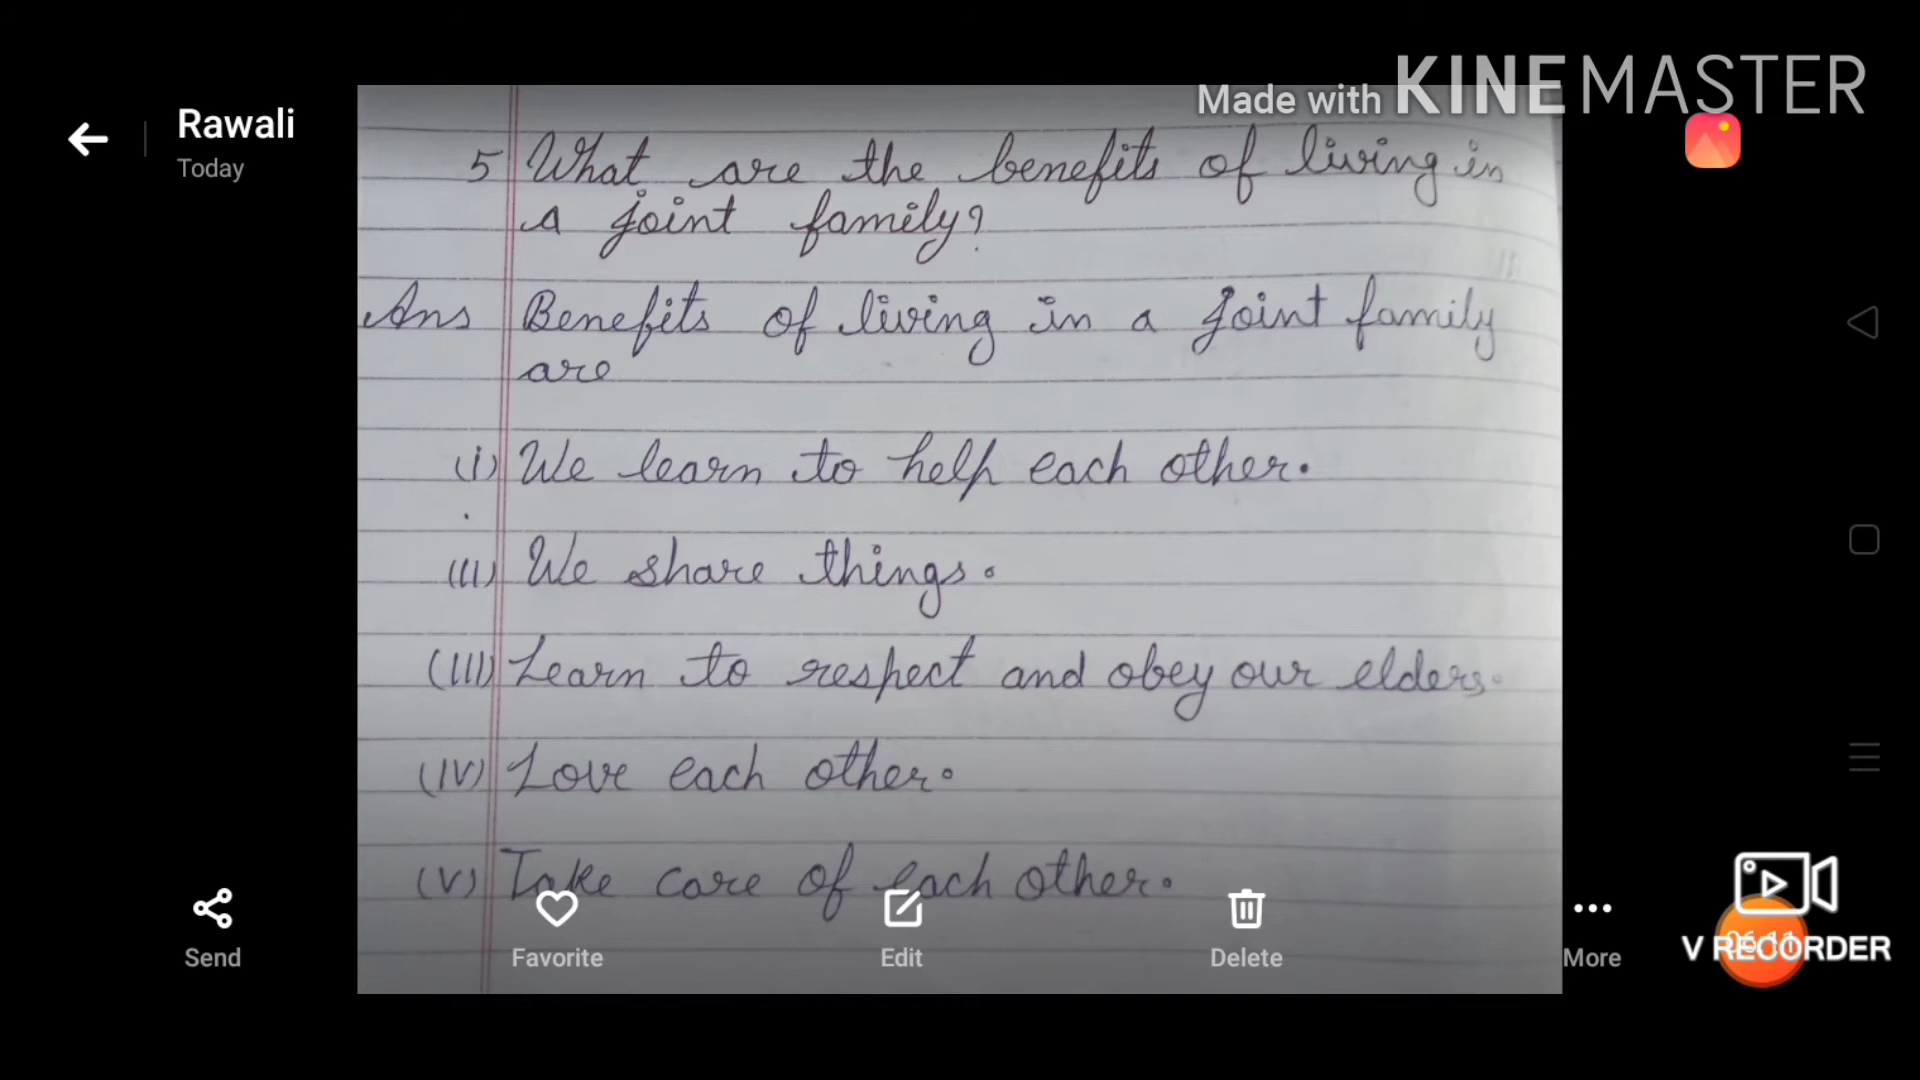 Made with KINEMASTER
Rawali
Today
5 What are the benefits of living in
a joint family?
Ans Benefits of living in a joint family
are
(i) We learn to help each other.
(II) We share things.
(III) Learn to respect and obey our elders.
(IV) Love each other.
(V) Take care of each other.
Send
Favorite
Edit
Delete
More
V RECORDER